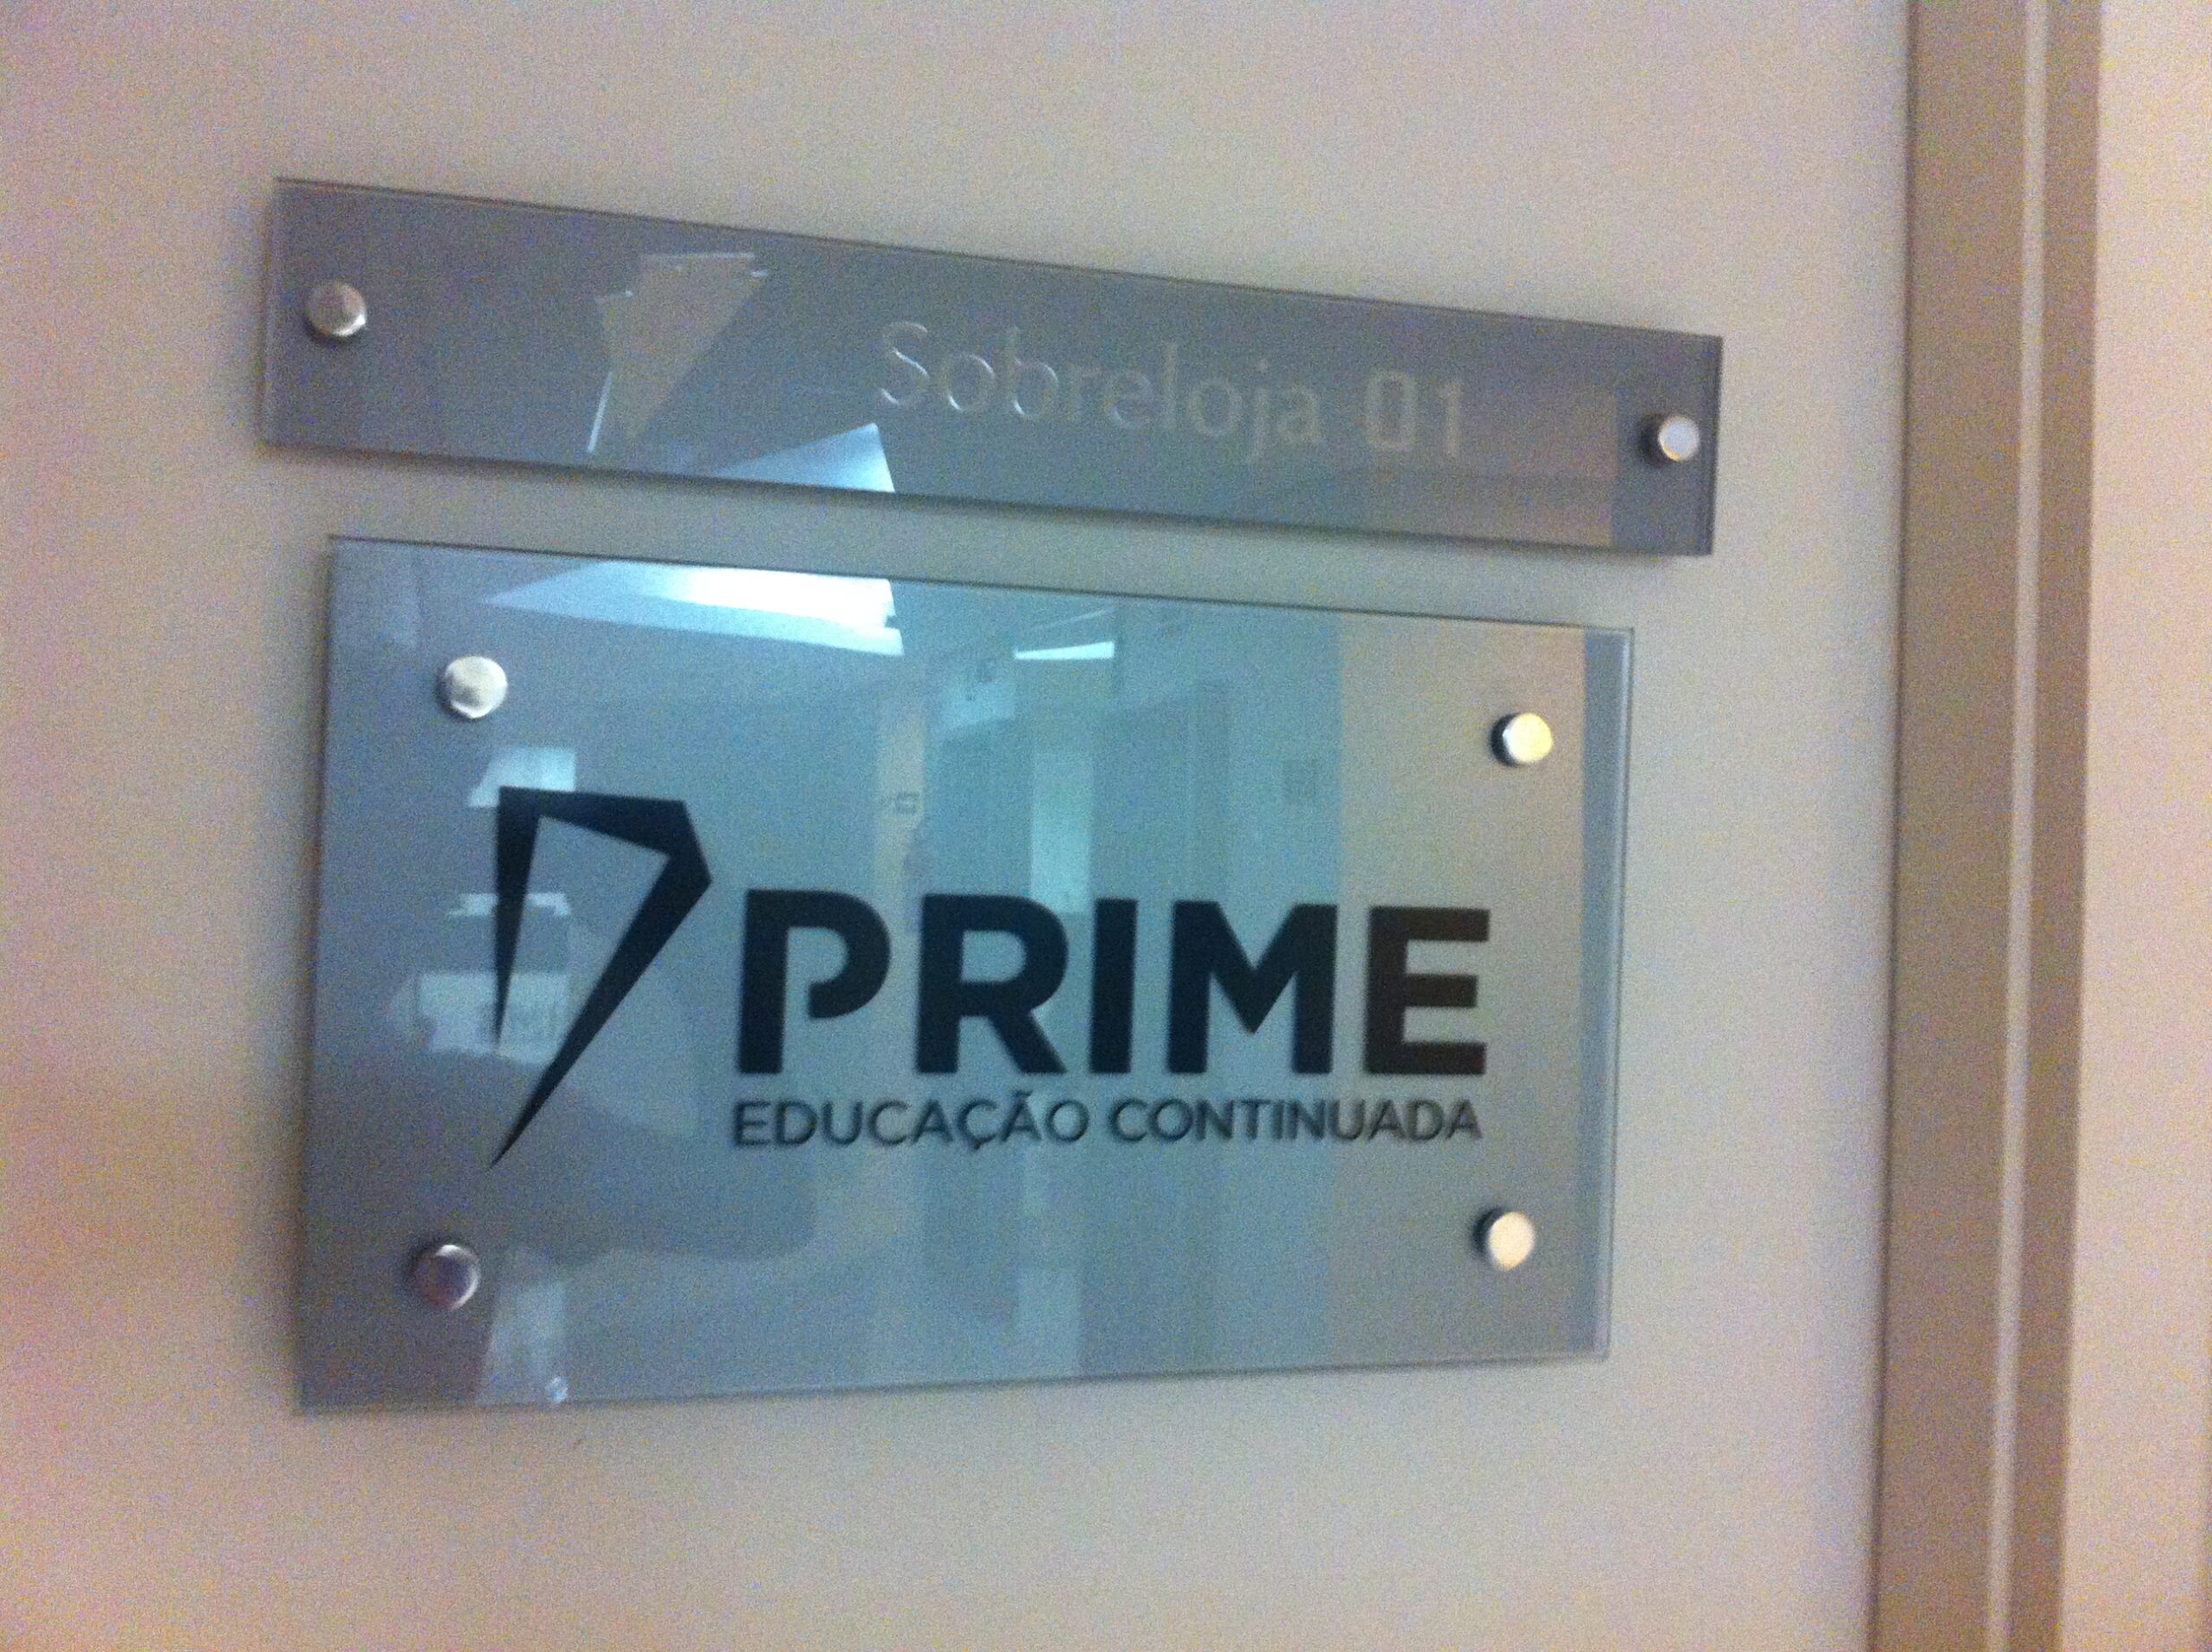 Sobreloja 01
PRIME
EDUCAÇÃO CONTINUADA